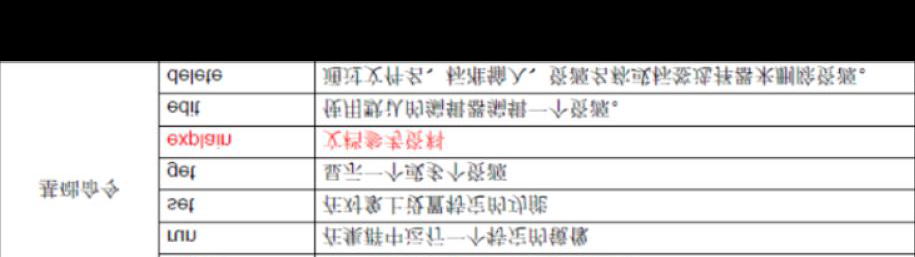 delete 通过文件名、标准输入、资源名称或标签选择器来删除资源。
edit 使用默认的编辑器编辑一个资源。
explain 文档参考资料
get 显示一个或多个资源
基础命令
set 在对象上设置特定的功能
run 在集群中运行一个特定的镜像